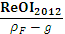 ReOI₂₀₁₂
ρF − g